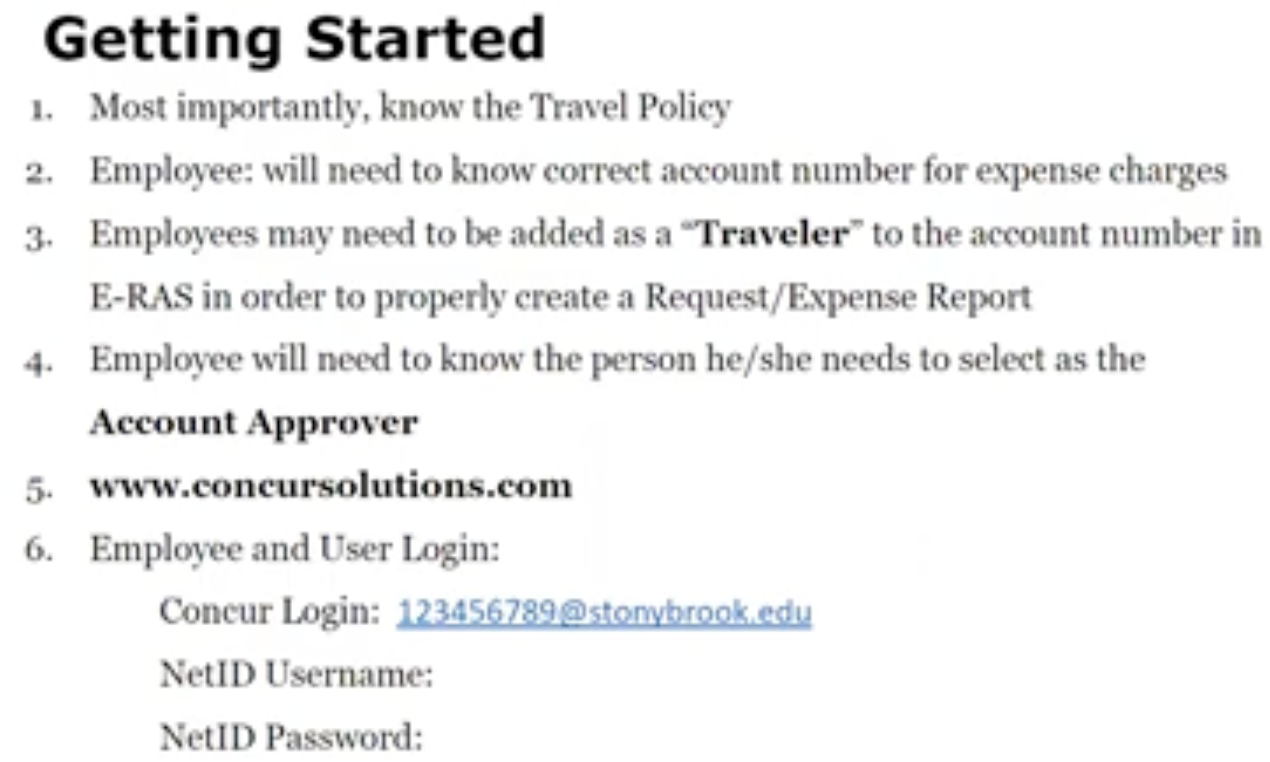 Getting Started
1. Most importantly, know the Travel Policy
2. Employee: will need to know correct account number for expense charges
3. Employees may need to be added as a “Traveler” to the account number in
E-RAS in order to properly create a Request/Expense Report
4. Employee will need to know the person he/she needs to select as the
Account Approver
5. www.concursolutions.com
6. Employee and User Login:
Concur Login: 123456789@stonybrook.edu
NetID Username:
NetID Password: